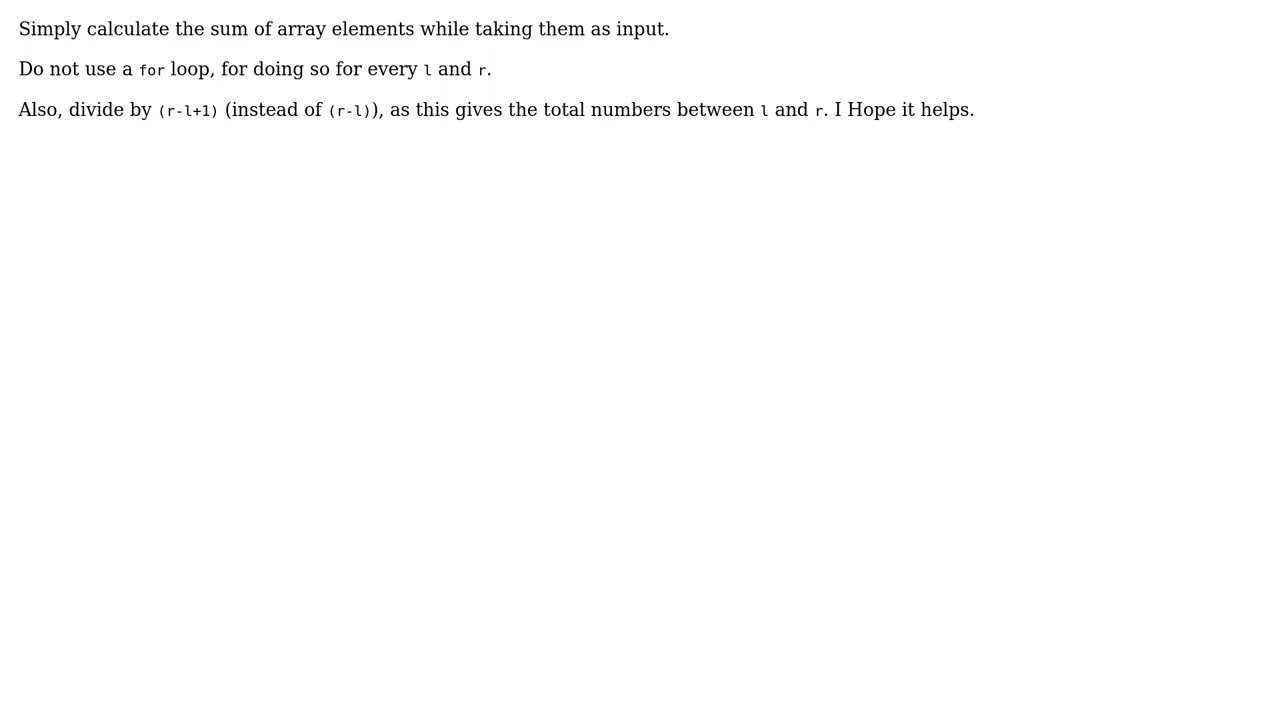 Simply calculate the sum of array elements while taking them as input.
Do not use a for loop, for doing so for every l and r.
Also, divide by (r-l+1) (instead of (r-l)), as this gives the total numbers between l and r. I Hope it helps.